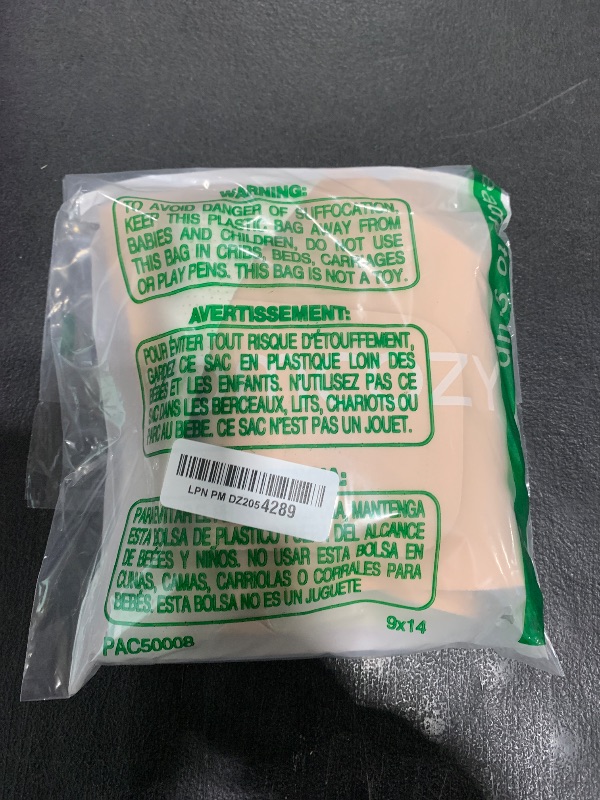 WARNING:
TO AVOID DANGER OF SUFFOCATION,
KEEP THIS PLASTIC BAG AWAY FROM
BABIES AND CHILDREN, DO NOT USE
THIS BAG IN CRIBS, BEDS, CARRIAGES
OR PLAY PENS. THIS BAG IS NOT A TOY.
AVERTISSEMENT:
POUR ÉVITER TOUT RISQUE D'ÉTOUFFEMENT,
GARDEZ CE SAC EN PLASTIQUE LOIN DES
BÉBÉS ET LES ENFANTS. N'UTILISEZ PAS CE
SAC DANS LES BERCEAUX, LITS, CHARIOTS OU
PARC AU BIEBE. CE SAC N'EST PAS UN JOUET.
ZY
LPN PM DZ2054289
MANTENGA
ESTA BOLSA DE PLASTICO DEL ALCANCE
DE BEBES Y NIÑOS. NO USAR ESTA BOLSA EN
CUNAS, CAMAS, CARRIOLAS O CORRALES PARA
BEBÉS. ESTA BOLSA NO ES UN JUGUETE
PAC50008
9x14